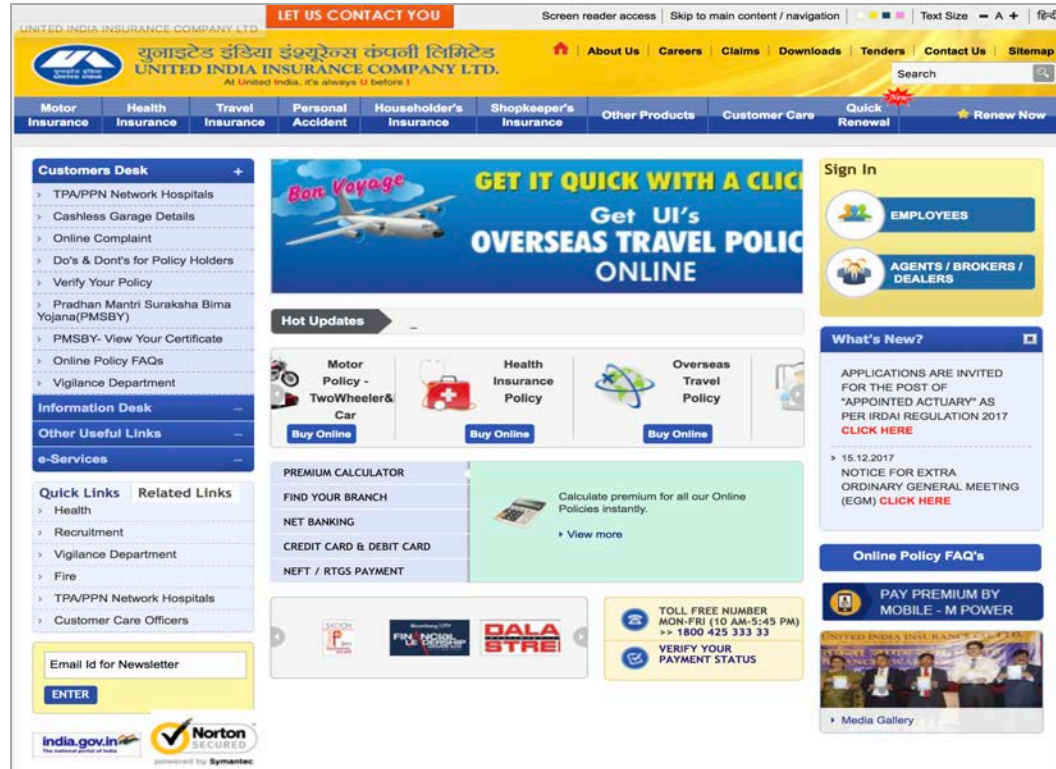 UNITED INDIA INSURANCE COMPANY LTD
LET US CONTACT YOU
Screen reader access Skip to main content / navigation Text Size - A +
युनाइटेड इंडिया इंश्यूरेन्स कंपनी लिमिटेड
UNITED INDIA INSURANCE COMPANY LTD.
At United India, it's always U before I
About Us Careers Claims Downloads Tenders Contact Us Sitemap
Search
Motor Insurance
Health Insurance
Travel Insurance
Personal Accident
Householder's Insurance
Shopkeeper's Insurance
Other Products
Customer Care
Quick Renewal
New
Renew Now
Customers Desk +
TPA/PPN Network Hospitals
Cashless Garage Details
Online Complaint
Do's & Dont's for Policy Holders
Verify Your Policy
Pradhan Mantri Suraksha Bima
Yojana(PMSBY)
PMSBY- View Your Certificate
Online Policy FAQs
Vigilance Department
Information Desk –
Other Useful Links –
e-Services –
Quick Links Related Links
Health
Recruitment
Vigilance Department
Fire
TPA/PPN Network Hospitals
Customer Care Officers
Email Id for Newsletter
ENTER
india.gov.in
The national portal of India
Norton
SECURED
powered by Symantec
Bon Voyage
GET IT QUICK WITH A CLIC
Get UI's
OVERSEAS TRAVEL POLIC
ONLINE
Hot Updates
Motor
Policy -
TwoWheeler&
Car
Buy Online
Health
Insurance
Policy
Buy Online
Overseas
Travel
Policy
Buy Online
PREMIUM CALCULATOR
FIND YOUR BRANCH
NET BANKING
CREDIT CARD & DEBIT CARD
NEFT / RTGS PAYMENT
Calculate premium for all our Online
Policies instantly.
View more
FINANCIAL
LEDERSHIP
DALA
STREE
TOLL FREE NUMBER
MON-FRI (10 AM-5:45 PM)
>> 1800 425 333 33
VERIFY YOUR
PAYMENT STATUS
Sign In
EMPLOYEES
AGENTS / BROKERS /
DEALERS
What's New?
APPLICATIONS ARE INVITED
FOR THE POST OF
"APPOINTED ACTUARY" AS
PER IRDAI REGULATION 2017
CLICK HERE
15.12.2017
NOTICE FOR EXTRA
ORDINARY GENERAL MEETING
(EGM) CLICK HERE
Online Policy FAQ's
PAY PREMIUM BY
MOBILE - M POWER
Media Gallery